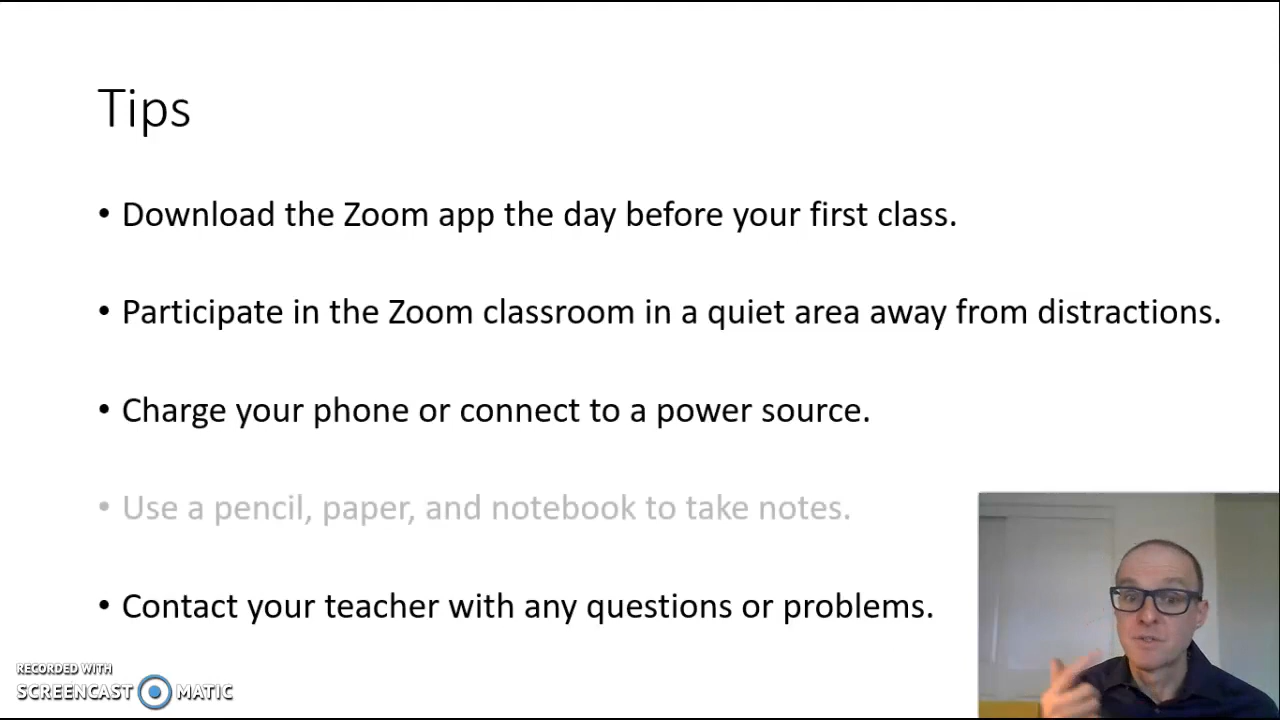 Tips
• Download the Zoom app the day before your first class.
• Participate in the Zoom classroom in a quiet area away from distractions.
• Charge your phone or connect to a power source.
• Use a pencil, paper, and notebook to take notes.
• Contact your teacher with any questions or problems.
RECORDED WITH
SCREENCAST MATIC